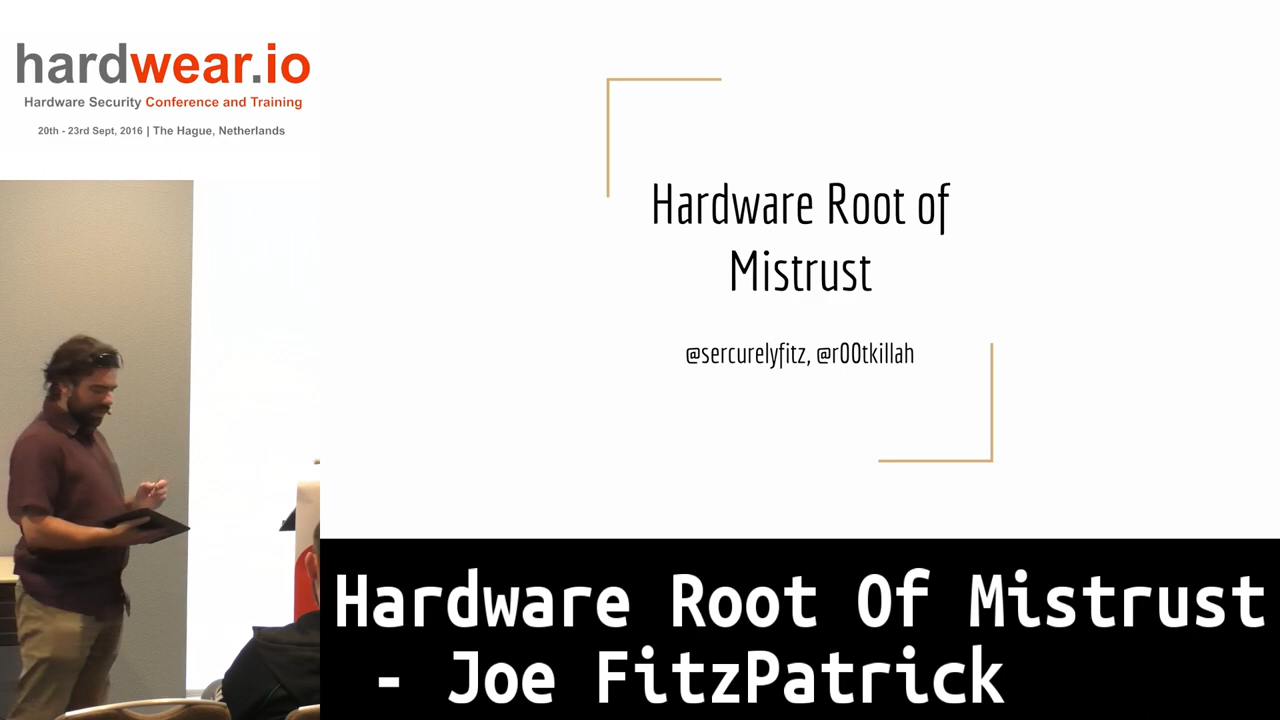 hardwear.io
Hardware Security Conference and Training
20th - 23rd Sept, 2016 | The Hague, Netherlands
Hardware Root of
Mistrust
@sercurelyfitz, @r00tkillah
Hardware Root Of Mistrust
- Joe FitzPatrick